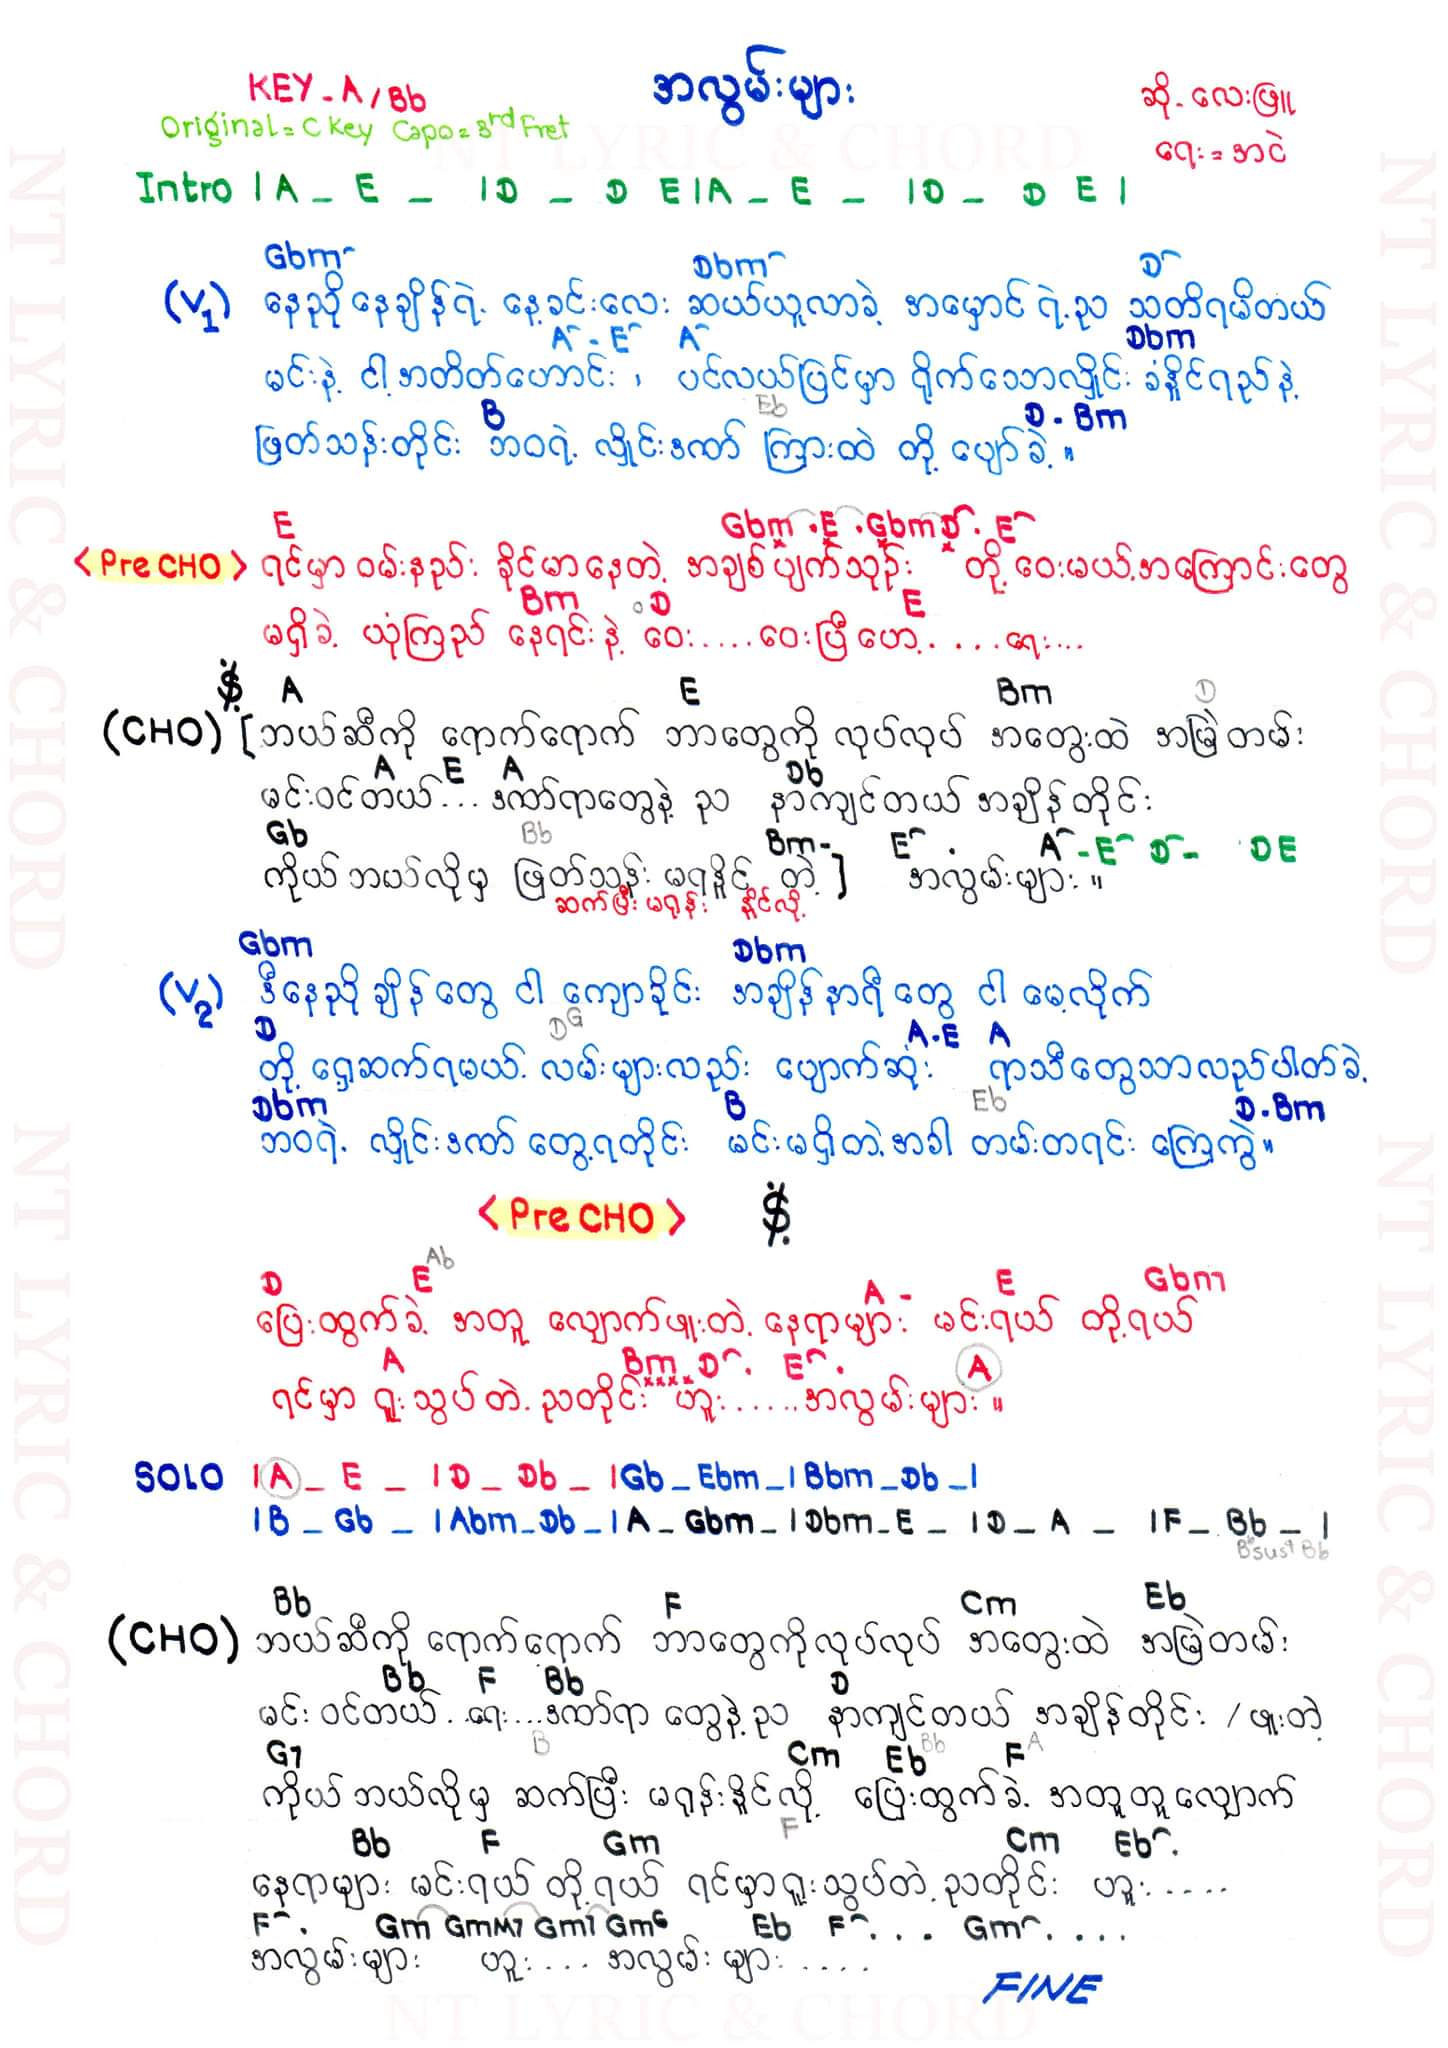 KEY - A / Bb
အလွမ်းများ
ဆို - လေးဖြူ
Original = C Key Capo = 3rd Fret
ရေး = အငဲ
Intro | A _ E _ | D _ D E | A _ E _ | D _ D E |
Gbm Dbm D
(V1) နေညို နေချိန်ရဲ့ နေ့ခင်းလေး ဆယ်ယူလာခဲ့ အမှောင် ရဲ့ည သတိရမိတယ်
A - E A Dbm
မင်းနဲ့ ငါ့အတိတ်ဟောင်း ၊ ပင်လယ်ပြင်မှာ ရိုက်သောလှိုင်း ခံနိုင်ရည်နဲ့
B Eb D . Bm
ဖြတ်သန်းတိုင်း ဘဝရဲ့ လှိုင်းဒဏ် ကြားထဲ တို့ ပျော်ခဲ့ ။
E Gbm . E . Gbm D . E
< Pre CHO > ရင်မှာ ဝမ်းနည်း ခိုင်မာနေတဲ့ အချစ်ပျက်သုဉ်း တို့ ဝေးမယ့်အကြောင်းတွေ
Bm D E
မရှိခဲ့ ယုံကြည် နေရင်းနဲ့ ဝေး.....ဝေးပြီဟေ့.....ရေး...
A E Bm D
(CHO) [ ဘယ်ဆီကို ရောက်ရောက် ဘာတွေကို လုပ်လုပ် အတွေးထဲ အမြဲတမ်း
A E A Db
မင်းဝင်တယ်... ဒဏ်ရာတွေနဲ့ ည နာကျင်တယ် အချိန်တိုင်း
Gb Bb Bm - E . A - E D - D E
ကိုယ်ဘယ်လိုမှ ဖြတ်သန်း မရနိုင် တဲ့ ] အလွမ်းများ ။
ဆက်ပြီး မရုန်း နိုင်လို့
Gbm Dbm
(V2) ဒီနေညို ချိန်တွေ ငါ ကျောခိုင်း အချိန်နာရီတွေ ငါ မေ့လိုက်
D DG A . E A
တို့ ရှေ့ဆက်ရမယ့် လမ်းများလည်း ပျောက်ဆုံး ရာသီတွေသာလည်ပါတ်ခဲ့
Dbm B Eb D . Bm
ဘဝရဲ့ လှိုင်းဒဏ် တွေ့ရတိုင်း မင်းမရှိတဲ့အခါ တမ်းတရင်း ကြေကွဲ ။
< Pre CHO >
D E Ab A - E Gbm
ပြေးထွက်ခဲ့ အတူ လျှောက်ဖူးတဲ့ နေရာများ မင်းရယ် တို့ရယ်
A Bm D . E . A
ရင်မှာ ရူးသွပ်တဲ့ ညတိုင်း ဟူး......အလွမ်းများ ။
SOLO | A _ E _ | D _ Db _ | Gb _ Ebm _ | Bbm _ Db _ |
| B _ Gb _ | Abm _ Db _ | A _ Gbm _ | Dbm _ E _ | D _ A _ | F _ Bb _ |
Bbsus4 Bb
Bb F Cm Eb
(CHO) ဘယ်ဆီကို ရောက်ရောက် ဘာတွေကိုလုပ်လုပ် အတွေးထဲ အမြဲတမ်း
Bb F Bb D
မင်း ဝင်တယ်..ရေး...ဒဏ်ရာ တွေနဲ့ည နာကျင်တယ် အချိန်တိုင်း / ဖူးတဲ့
G7 B Cm Eb Bb F A
ကိုယ်ဘယ်လိုမှ ဆက်ပြီး မရုန်းနိုင်လို့ ပြေးထွက်ခဲ့ အတူတူလျှောက်
Bb F Gm F Cm Eb .
နေရာများ မင်းရယ် တို့ရယ် ရင်မှာရူးသွပ်တဲ့ညတိုင်း ဟူး......
F . Gm GmM7 Gm7 Gm6 Eb F . . . Gm . . . .
အလွမ်းများ ဟူး.... အလွမ်း များ.....
FINE
NT LYRIC & CHORD
NT LYRIC & CHORD
NT LYRIC & CHORD
NT LYRIC & CHORD
NT LYRIC & CHORD
NT LYRIC & CHORD